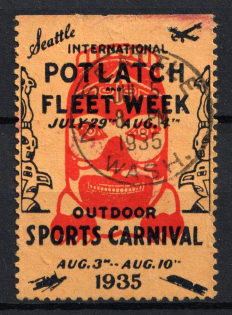 Seattle
INTERNATIONAL
POTLATCH
AND
FLEET WEEK
JULY 29TH AUG. 4TH
1935
WASH.
OUTDOOR
SPORTS CARNIVAL
AUG. 3RD -- AUG. 10TH
1935